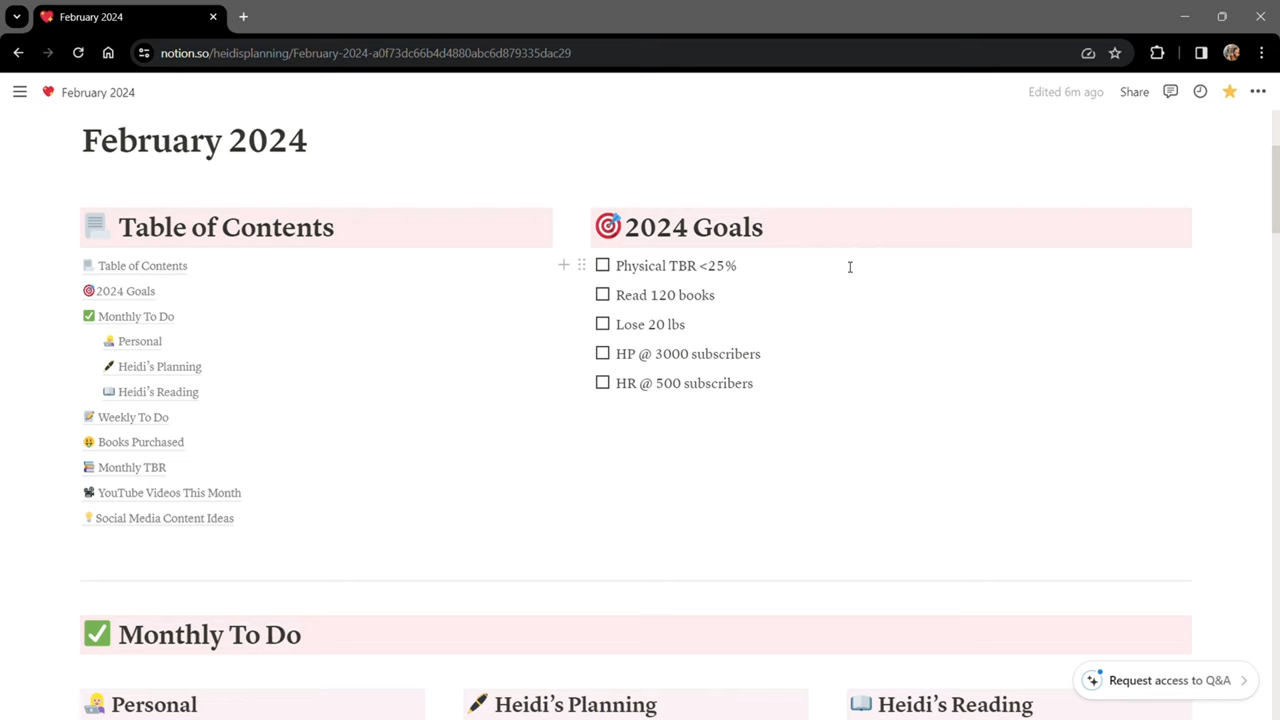 February 2024
notion.so/heidisplanning/February-2024-a0f73dc66b4d4880abc6d879335dac29
February 2024
Edited 6m ago
Share
February 2024
Table of Contents
Table of Contents
2024 Goals
Monthly To Do
Personal
Heidi's Planning
Heidi's Reading
Weekly To Do
Books Purchased
Monthly TBR
YouTube Videos This Month
Social Media Content Ideas
2024 Goals
Physical TBR <25%
Read 120 books
Lose 20 lbs
HP @ 3000 subscribers
HR @ 500 subscribers
Monthly To Do
Personal
Heidi's Planning
Heidi's Reading
Request access to Q&A